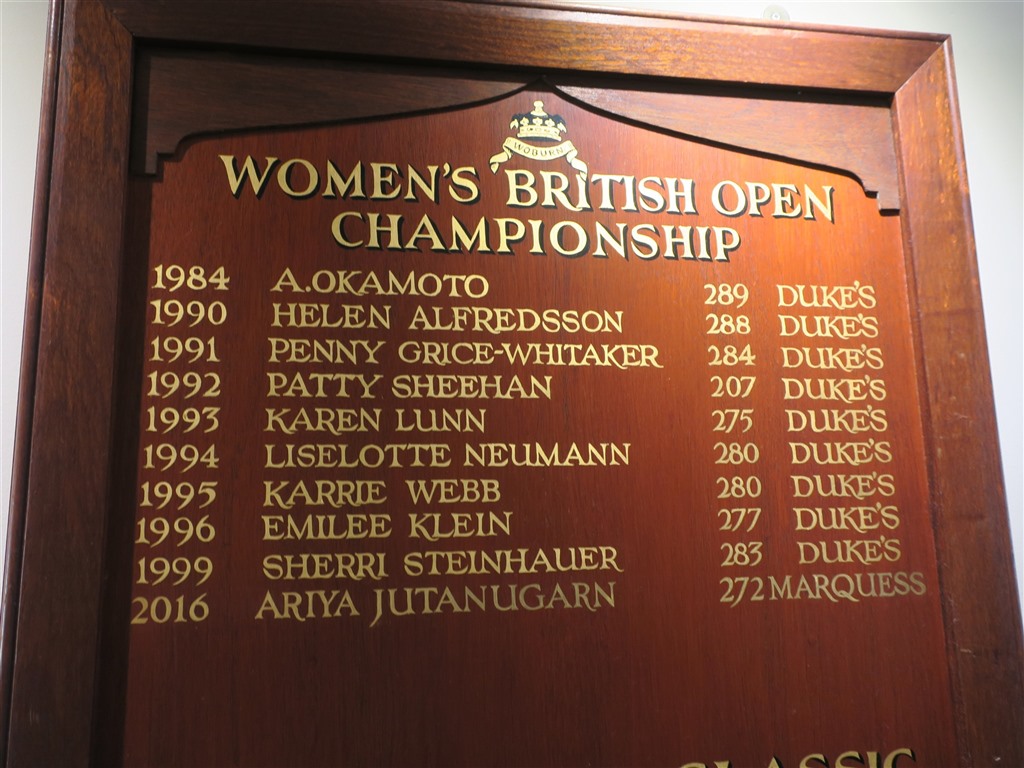 WOBURN
WOMEN'S BRITISH OPEN
CHAMPIONSHIP
1984 A.OKAMOTO 289 DUKE'S
1990 HELEN ALFREDSSON 288 DUKE'S
1991 PENNY GRICE-WHITAKER 284 DUKE'S
1992 PATTY SHEEHAN 207 DUKE'S
1993 KAREN LUNN 275 DUKE'S
1994 LISELOTTE NEUMANN 280 DUKE'S
1995 KARRIE WEBB 280 DUKE'S
1996 EMILEE KLEIN 277 DUKE'S
1999 SHERRI STEINHAUER 283 DUKE'S
2016 ARIYA JUTANUGARN 272 MARQUESS
CLASSIC